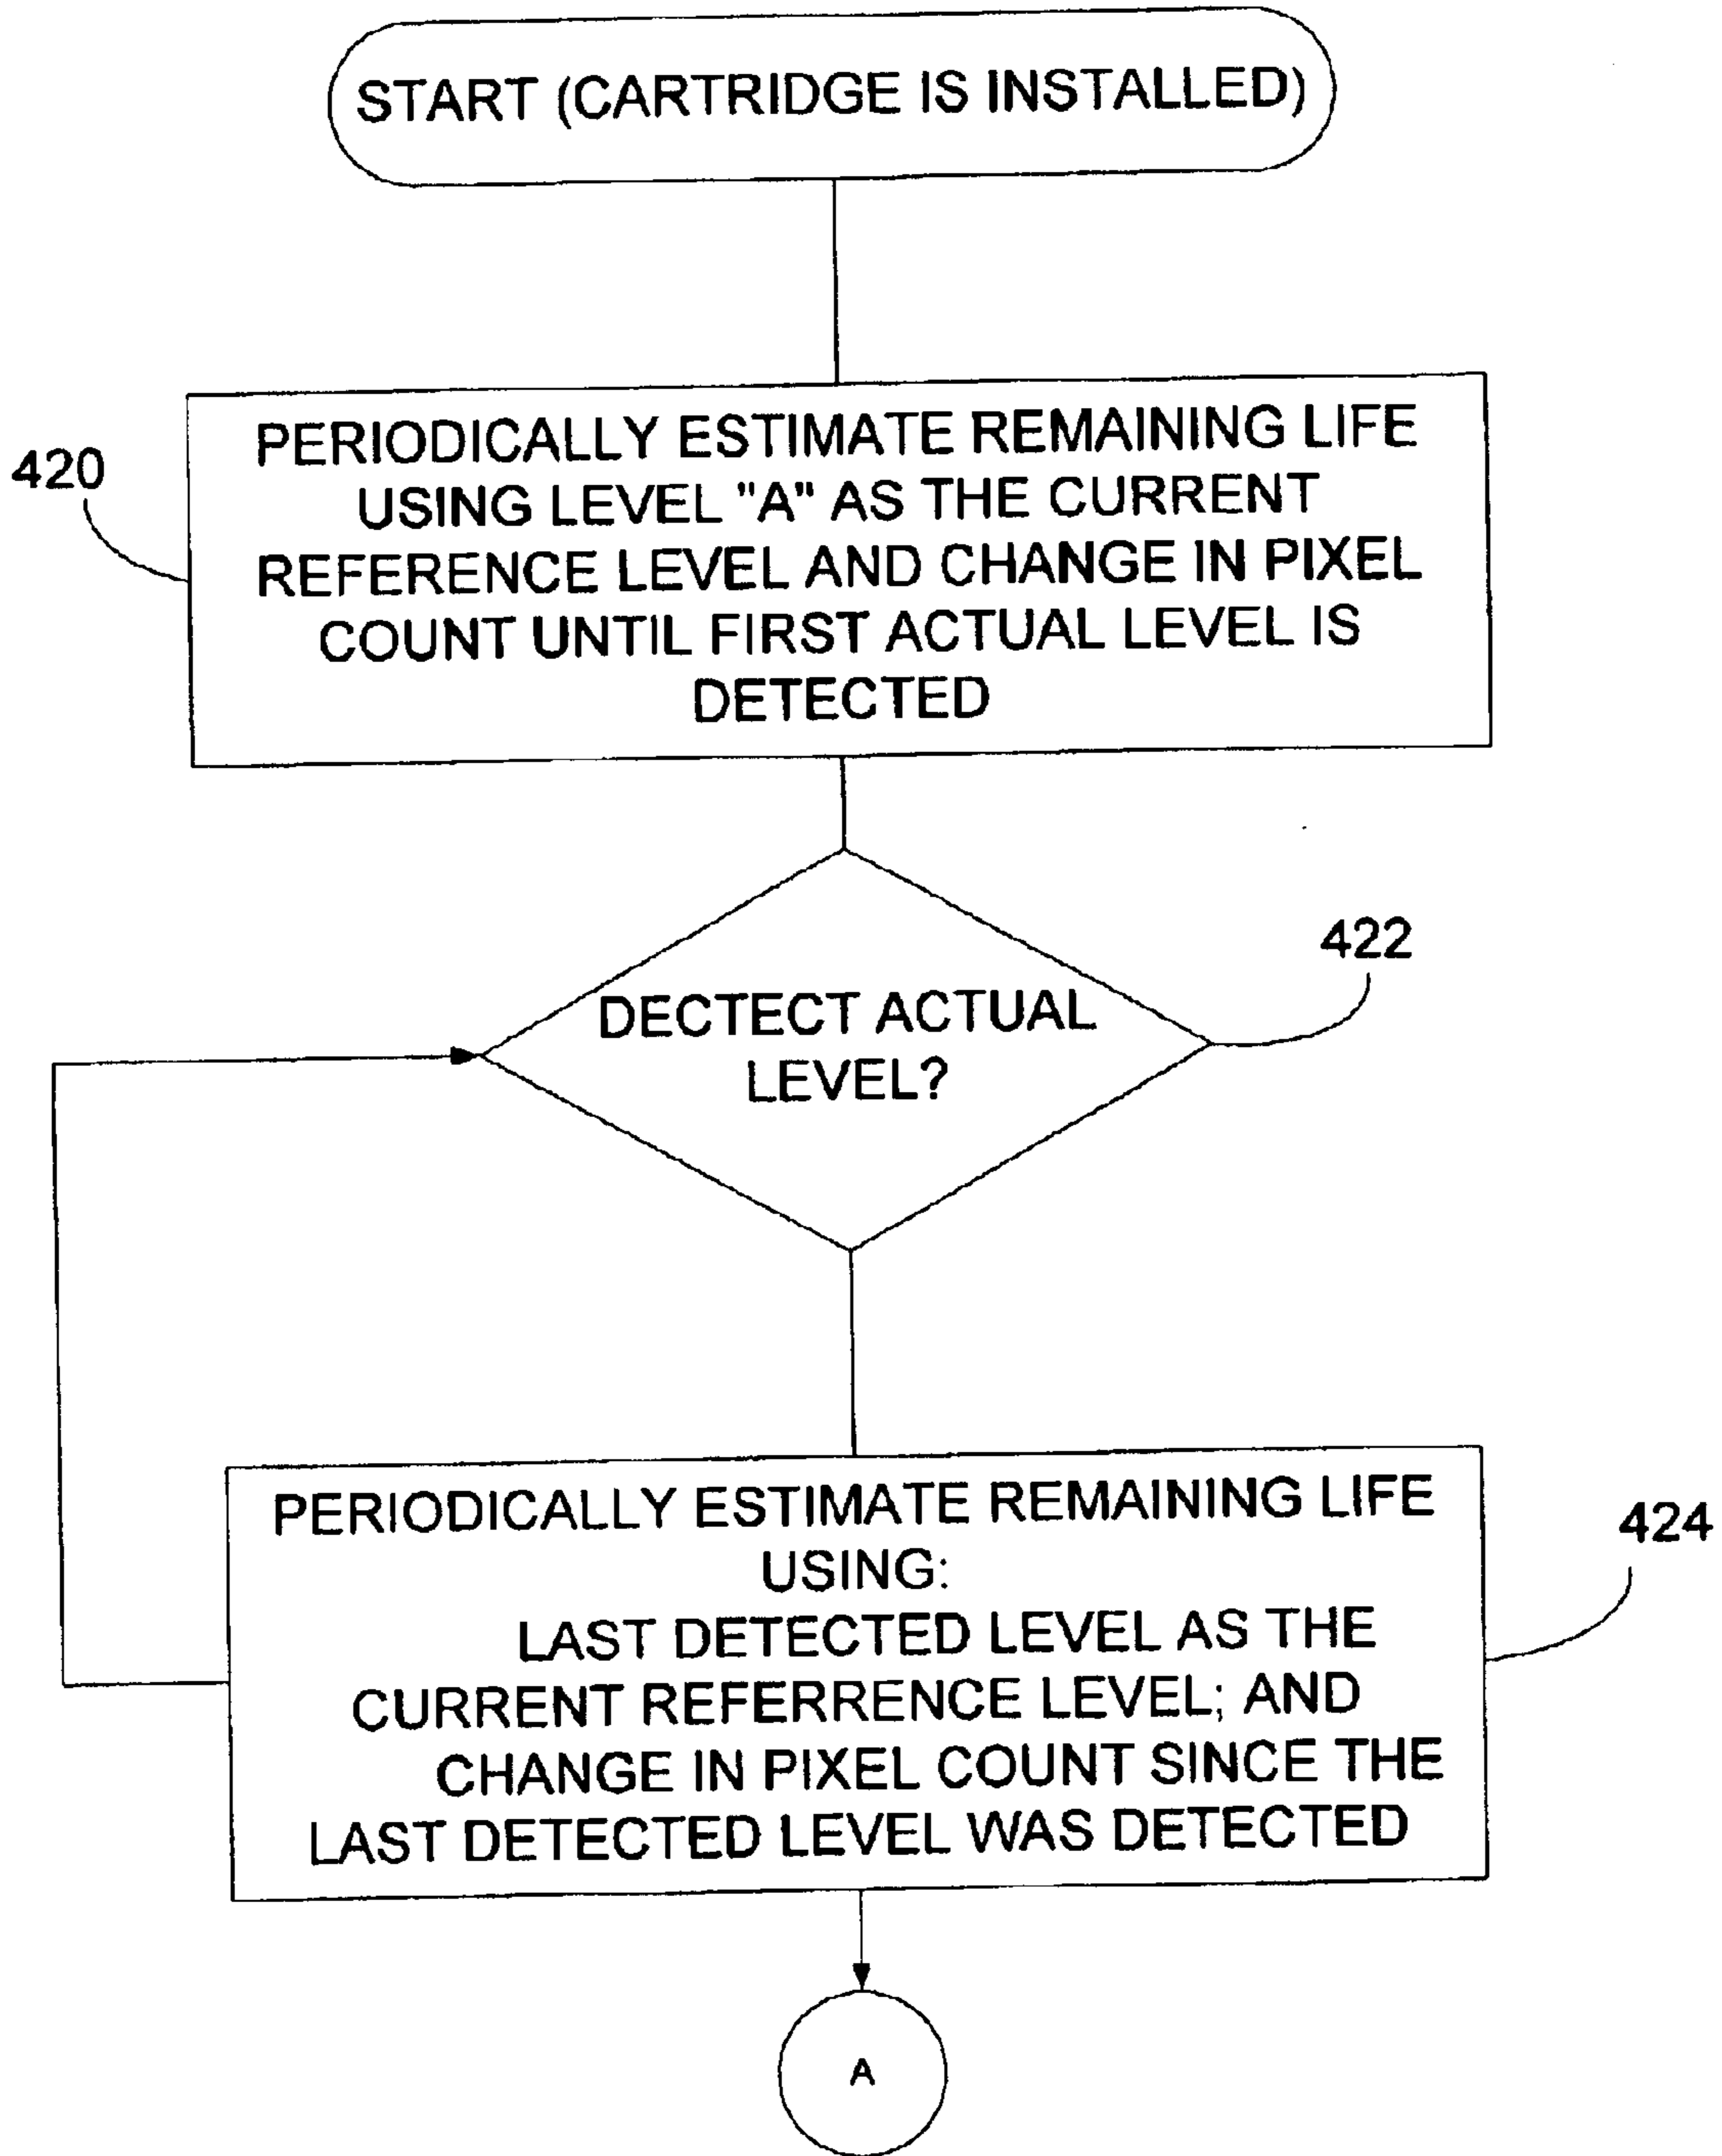 START (CARTRIDGE IS INSTALLED)
420
PERIODICALLY ESTIMATE REMAINING LIFE
USING LEVEL "A" AS THE CURRENT
REFERENCE LEVEL AND CHANGE IN PIXEL
COUNT UNTIL FIRST ACTUAL LEVEL IS
DETECTED
422
DECTECT ACTUAL
LEVEL?
424
PERIODICALLY ESTIMATE REMAINING LIFE
USING:
LAST DETECTED LEVEL AS THE
CURRENT REFERRENCE LEVEL; AND
CHANGE IN PIXEL COUNT SINCE THE
LAST DETECTED LEVEL WAS DETECTED
A